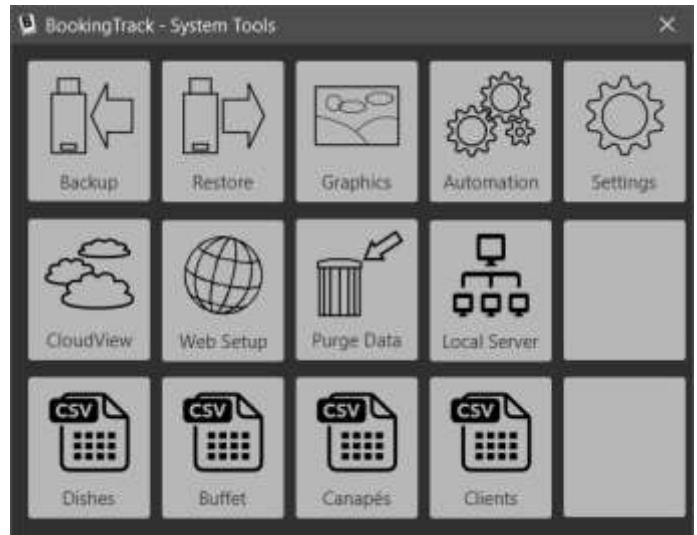 BookingTrack - System Tools
Backup
Restore
Graphics
Automation
Settings
CloudView
Web Setup
Purge Data
Local Server
CSV
CSV
CSV
CSV
Dishes
Buffet
Canapés
Clients